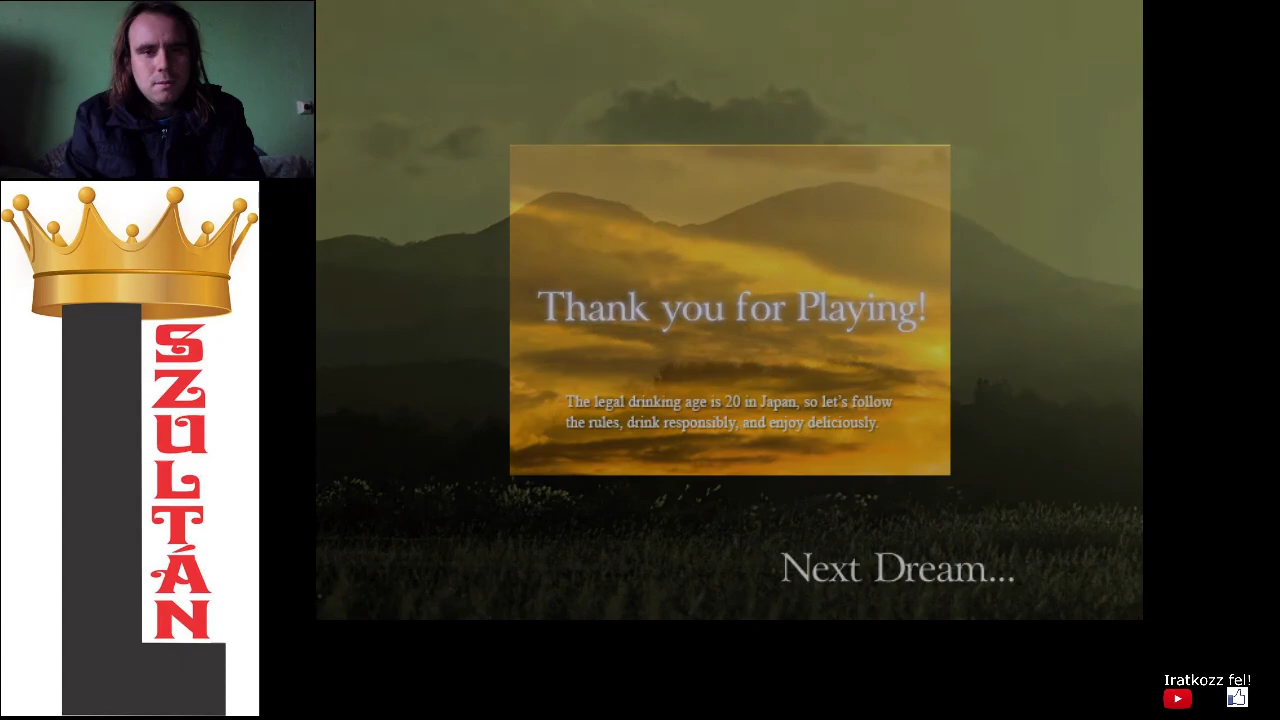 SZULTÁN
Thank you for Playing!
The legal drinking age is 20 in Japan, so let's follow
the rules, drink responsibly, and enjoy deliciously.
Next Dream...
Iratkozz fel!